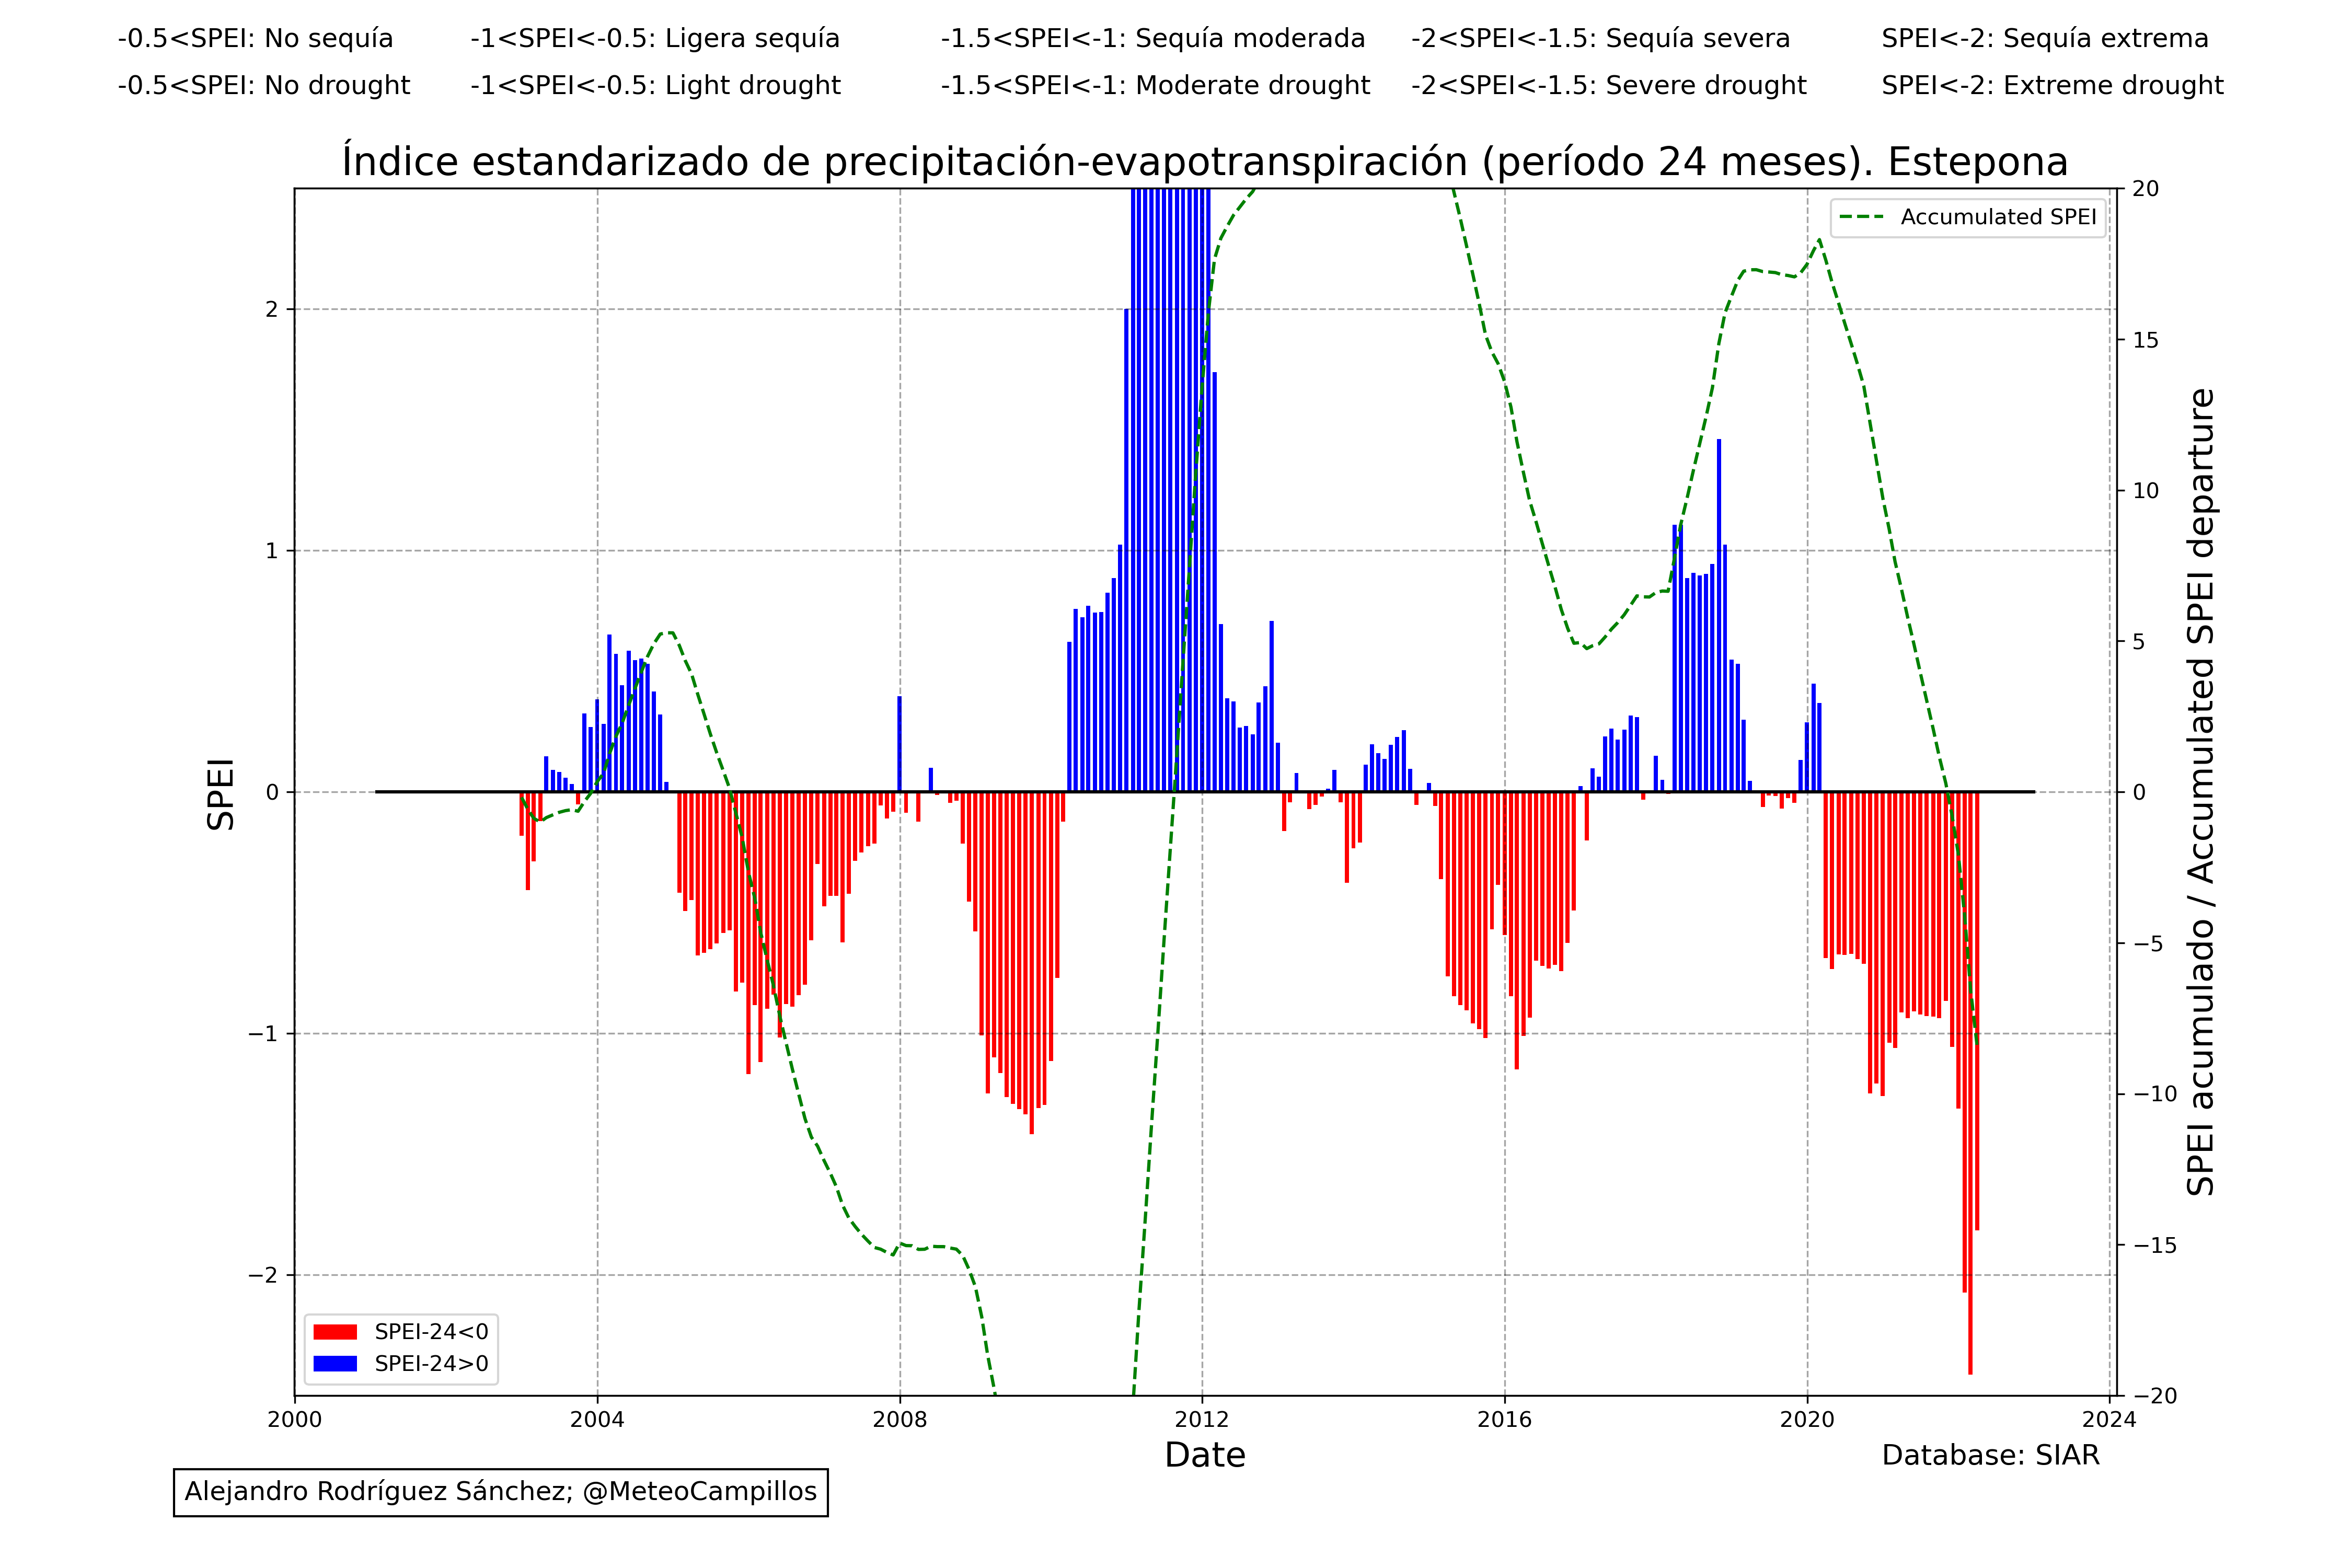 -0.5<SPEI: No sequía -1<SPEI<-0.5: Ligera sequía -1.5<SPEI<-1: Sequía moderada -2<SPEI<-1.5: Sequía severa SPEI<-2: Sequía extrema
-0.5<SPEI: No drought -1<SPEI<-0.5: Light drought -1.5<SPEI<-1: Moderate drought -2<SPEI<-1.5: Severe drought SPEI<-2: Extreme drought
Índice estandarizado de precipitación-evapotranspiración (período 24 meses). Estepona
Accumulated SPEI
SPEI
2
1
0
−1
−2
20
15
10
5
0
−5
−10
−15
−20
SPEI acumulado / Accumulated SPEI departure
SPEI-24<0
SPEI-24>0
2000 2004 2008 2012 2016 2020 2024
Date
Database: SIAR
Alejandro Rodríguez Sánchez; @MeteoCampillos